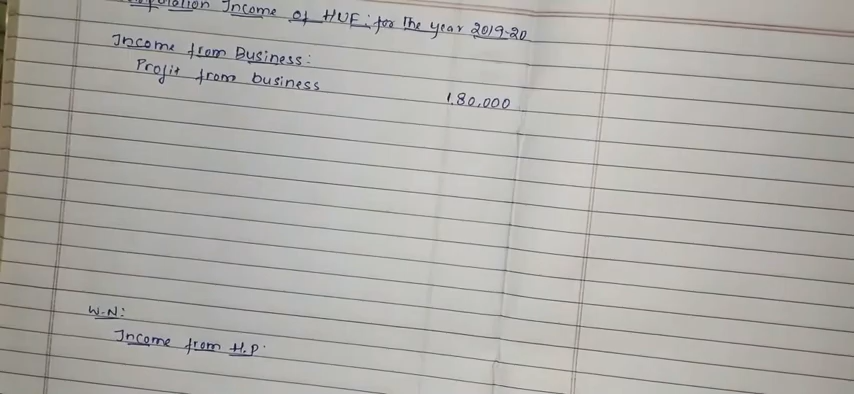 Income of HUF: for the year 2019-20
Income from Business:
Profit from business 1,80,000
W.N:
Income from H.P.